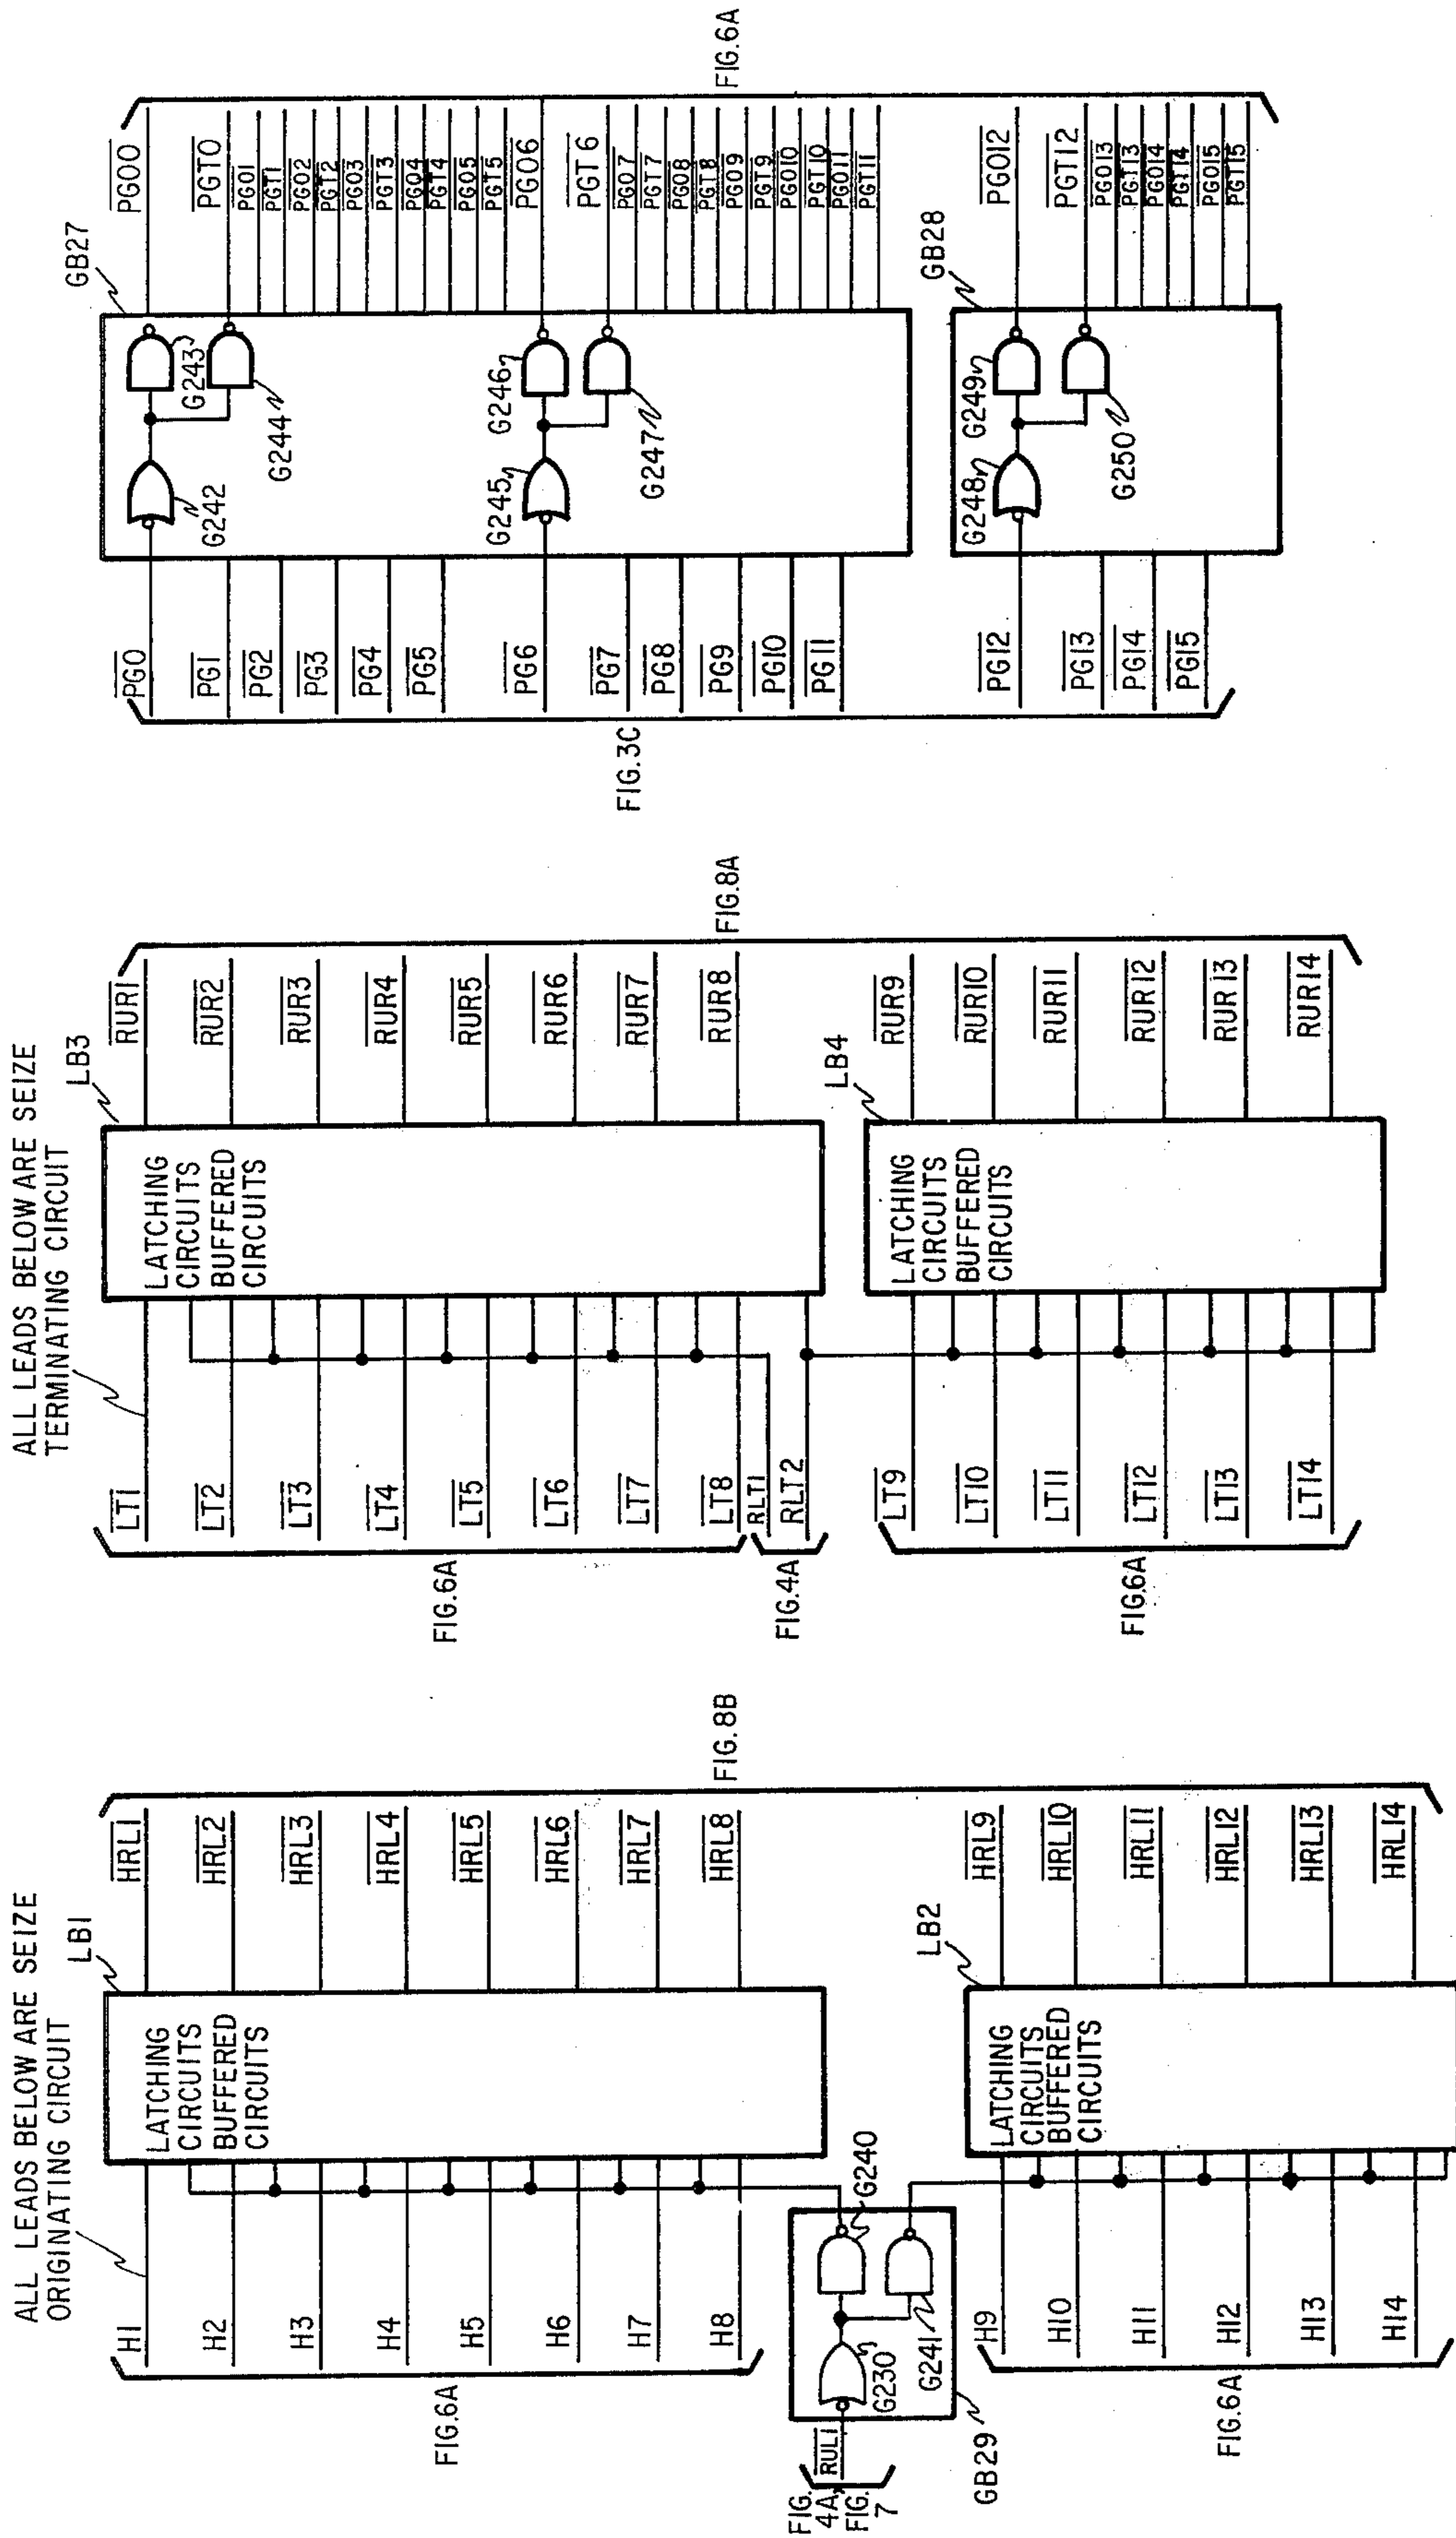 ALL LEADS BELOW ARE SEIZE
ORIGINATING CIRCUIT
LB1
H1
H2
H3
H4
H5
H6
H7
H8
FIG.6A
LATCHING
CIRCUITS
BUFFERED
CIRCUITS
HRL1
HRL2
HRL3
HRL4
HRL5
HRL6
HRL7
HRL8
FIG.8B
FIG.
4A,
FIG.
7
RUL1
G230
G240
G241
GB29
LB2
H9
H10
H11
H12
H13
H14
FIG.6A
LATCHING
CIRCUITS
BUFFERED
CIRCUITS
HRL9
HRL10
HRL11
HRL12
HRL13
HRL14
ALL LEADS BELOW ARE SEIZE
TERMINATING CIRCUIT
LB3
LT1
LT2
LT3
LT4
LT5
LT6
LT7
LT8
FIG.6A
RLT1
RLT2
FIG.4A
LATCHING
CIRCUITS
BUFFERED
CIRCUITS
RUR1
RUR2
RUR3
RUR4
RUR5
RUR6
RUR7
RUR8
FIG.8A
LB4
LT9
LT10
LT11
LT12
LT13
LT14
FIG.6A
LATCHING
CIRCUITS
BUFFERED
CIRCUITS
RUR9
RUR10
RUR11
RUR12
RUR13
RUR14
GB27
PG0
PG1
PG2
PG3
PG4
PG5
PG6
PG7
PG8
PG9
PG10
PG11
FIG.3C
G242
G243
G244
G245
G246
G247
PGO0
PGT0
PGO1
PGT1
PGO2
PGT2
PGO3
PGT3
PGO4
PGT4
PGO5
PGT5
PGO6
PGT6
PGO7
PGT7
PGO8
PGT8
PGO9
PGT9
PGO10
PGT10
PGO11
PGT11
FIG.6A
GB28
PG12
PG13
PG14
PG15
G248
G249
G250
PGO12
PGT12
PGO13
PGT13
PGO14
PGT14
PGO15
PGT15